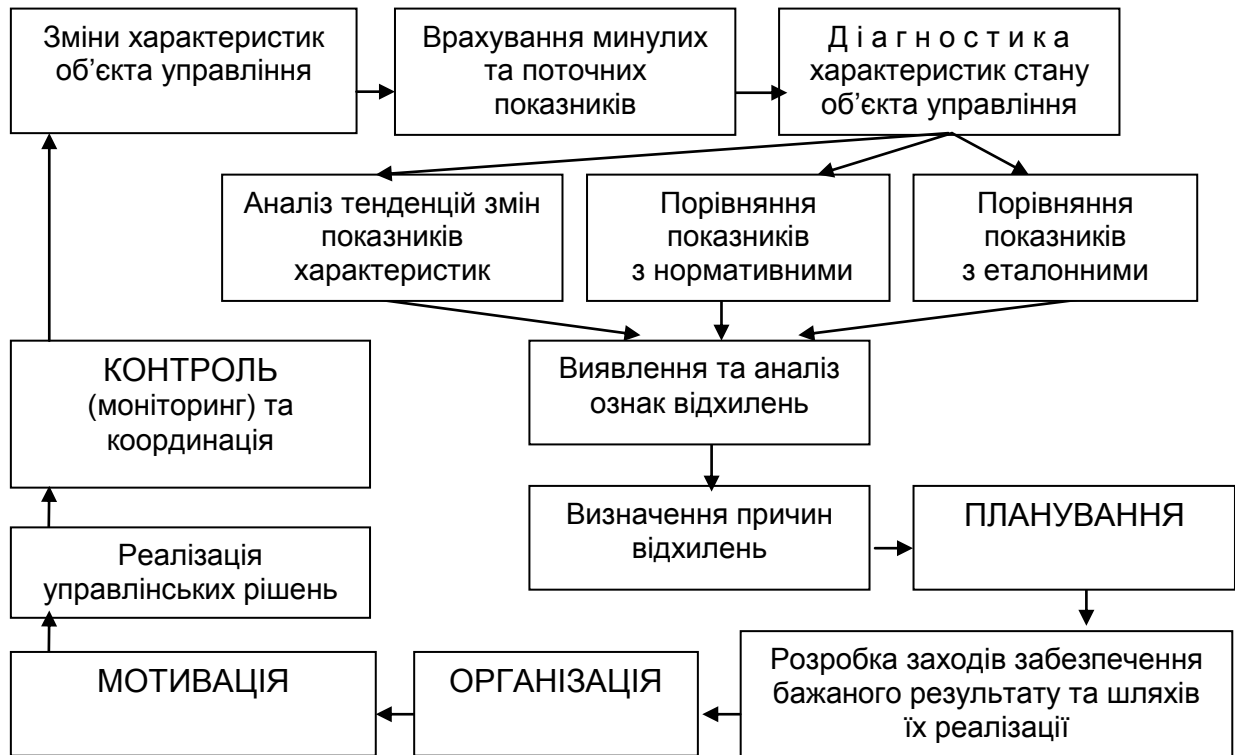 Зміни характеристик
об’єкта управління
Врахування минулих
та поточних
показників
Д і а г н о с т и к а
характеристик стану
об’єкта управління
Аналіз тенденцій змін
показників
характеристик
Порівняння
показників
з нормативними
Порівняння
показників
з еталонними
Виявлення та аналіз
ознак відхилень
Визначення причин
відхилень
ПЛАНУВАННЯ
Розробка заходів забезпечення
бажаного результату та шляхів
їх реалізації
ОРГАНІЗАЦІЯ
МОТИВАЦІЯ
Реалізація
управлінських рішень
КОНТРОЛЬ
(моніторинг) та
координація